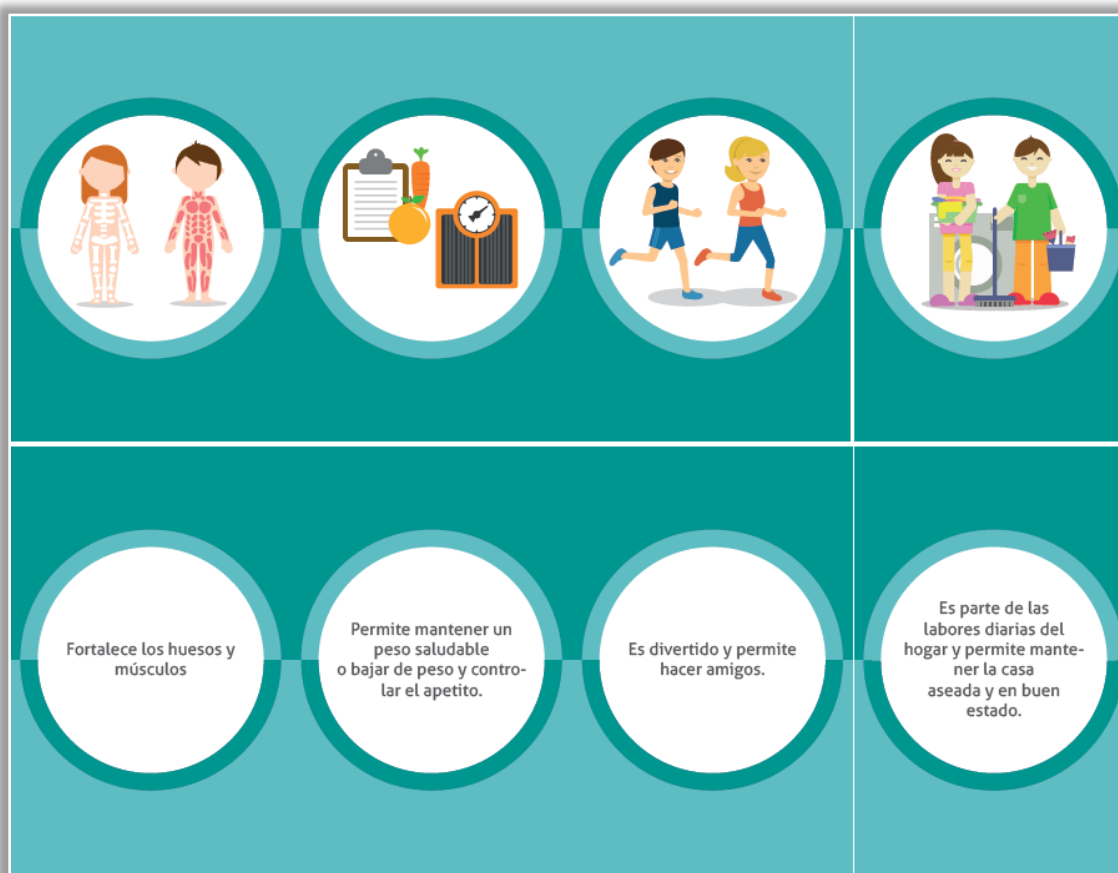 Fortalece los huesos y
músculos
Permite mantener un
peso saludable
o bajar de peso y contro-
lar el apetito.
Es divertido y permite
hacer amigos.
Es parte de las
labores diarias del
hogar y permite mante-
ner la casa
aseada y en buen
estado.